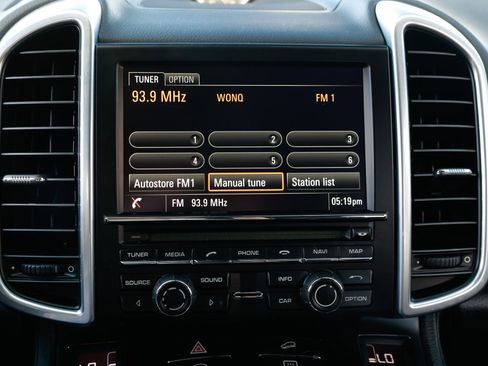 TUNER OPTION
93.9 MHz WONQ FM 1
1 2 3
4 5 6
Autostore FM1 Manual tune Station list
FM 93.9 MHz 05:19pm
TUNER MEDIA PHONE NAVI MAP
SOURCE SOUND INFO
CAR OPTION
LO